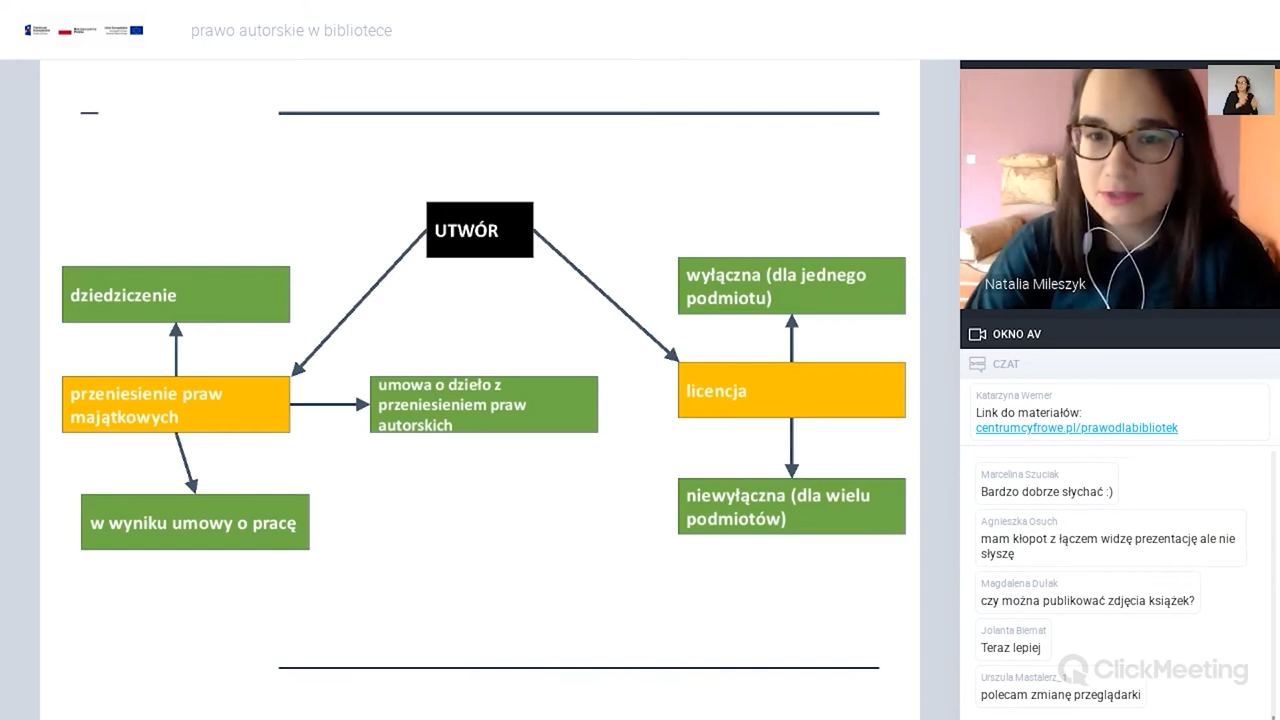 prawo autorskie w bibliotece
UTWÓR
dziedziczenie
przeniesienie praw
majątkowych
umowa o dzieło z
przeniesieniem praw
autorskich
w wyniku umowy o pracę
wyłączna (dla jednego
podmiotu)
licencja
niewyłączna (dla wielu
podmiotów)
Natalia Mileszyk
OKNO AV
CZAT
Katarzyna Werner
Link do materiałów:
centrumcyfrowe.pl/prawodlabibliotek
Marcelina Szuciak
Bardzo dobrze słychać :)
Agnieszka Osuch
mam kłopot z łączem widzę prezentację ale nie
słyszę
Magdalena Dułak
czy można publikować zdjęcia książek?
Jolanta Biernat
Teraz lepiej
Urszula Mastalerz_1
polecam zmianę przeglądarki
ClickMeeting